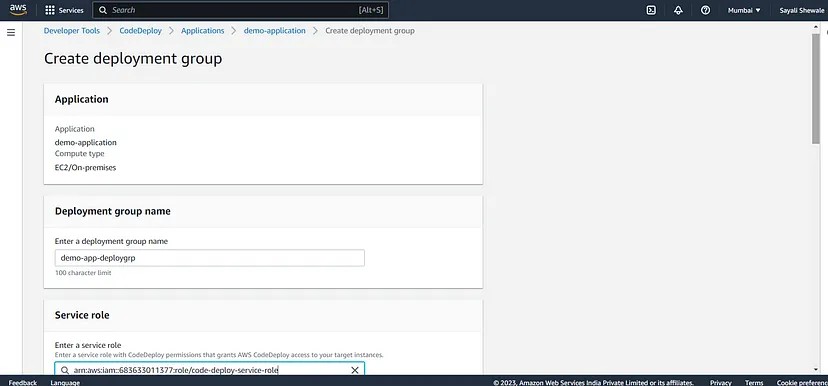 aws Services Search [Alt+S] Mumbai Sayali Shewale
Developer Tools CodeDeploy Applications demo-application Create deployment group
Create deployment group
Application
Application
demo-application
Compute type
EC2/On-premises
Deployment group name
Enter a deployment group name
demo-app-deploygrp
100 character limit
Service role
Enter a service role
Enter a service role with CodeDeploy permissions that grants AWS CodeDeploy access to your target instances.
arn:aws:iam::683633011377:role/code-deploy-service-role
Feedback Language © 2023, Amazon Web Services India Private Limited or its affiliates. Privacy Terms Cookie preferenc